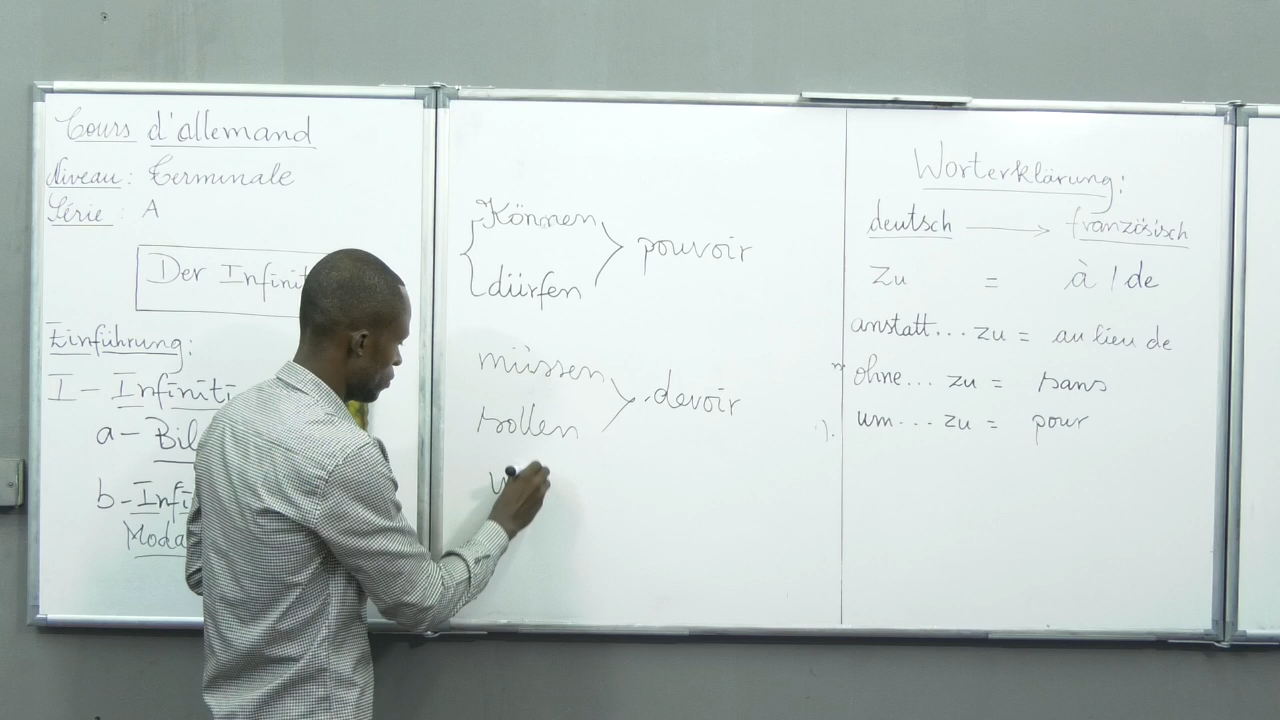 Cours d'allemand
Niveau : Terminale
Série : A
Der Infinit
Einführung:
I - Infiniti
a - Bil
b - Infi
Moda
Können
dürfen
pouvoir
müssen
sollen
devoir
w
Worterklärung:
deutsch → französisch
Zu = à / de
anstatt... zu = au lieu de
ohne... zu = sans
um... zu = pour